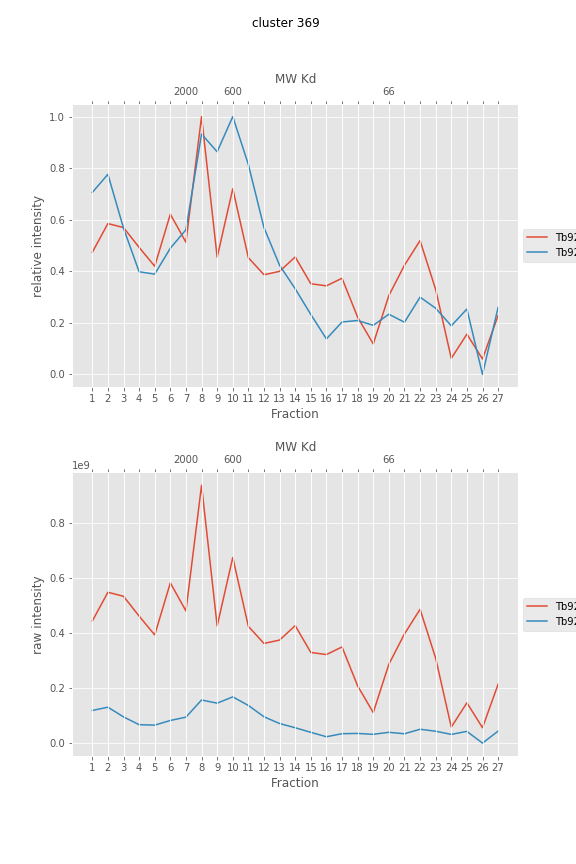 cluster 369
MW Kd
2000 600 66
1.0
0.8
0.6
0.4
0.2
0.0
relative intensity
Tb92
Tb92
1 2 3 4 5 6 7 8 9 10 11 12 13 14 15 16 17 18 19 20 21 22 23 24 25 26 27
Fraction
MW Kd
2000 600 66
1e9
0.8
0.6
0.4
0.2
0.0
raw intensity
Tb92
Tb92
1 2 3 4 5 6 7 8 9 10 11 12 13 14 15 16 17 18 19 20 21 22 23 24 25 26 27
Fraction